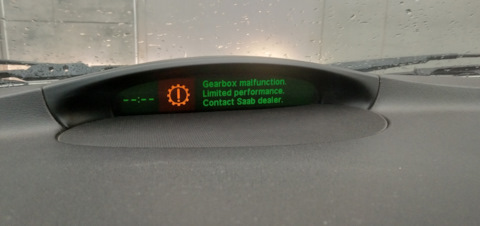 --:--
Gearbox malfunction.
Limited performance.
Contact Saab dealer.